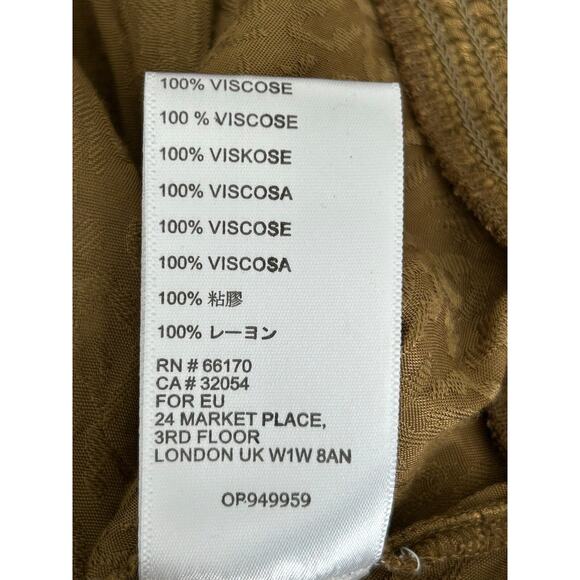 100% VISCOSE
100 % VISCOSE
100% VISKOSE
100% VISCOSA
100% VISCOSE
100% VISCOSA
100% 粘膠
100% レーヨン
RN # 66170
CA # 32054
FOR EU
24 MARKET PLACE,
3RD FLOOR
LONDON UK W1W 8AN
OP949959